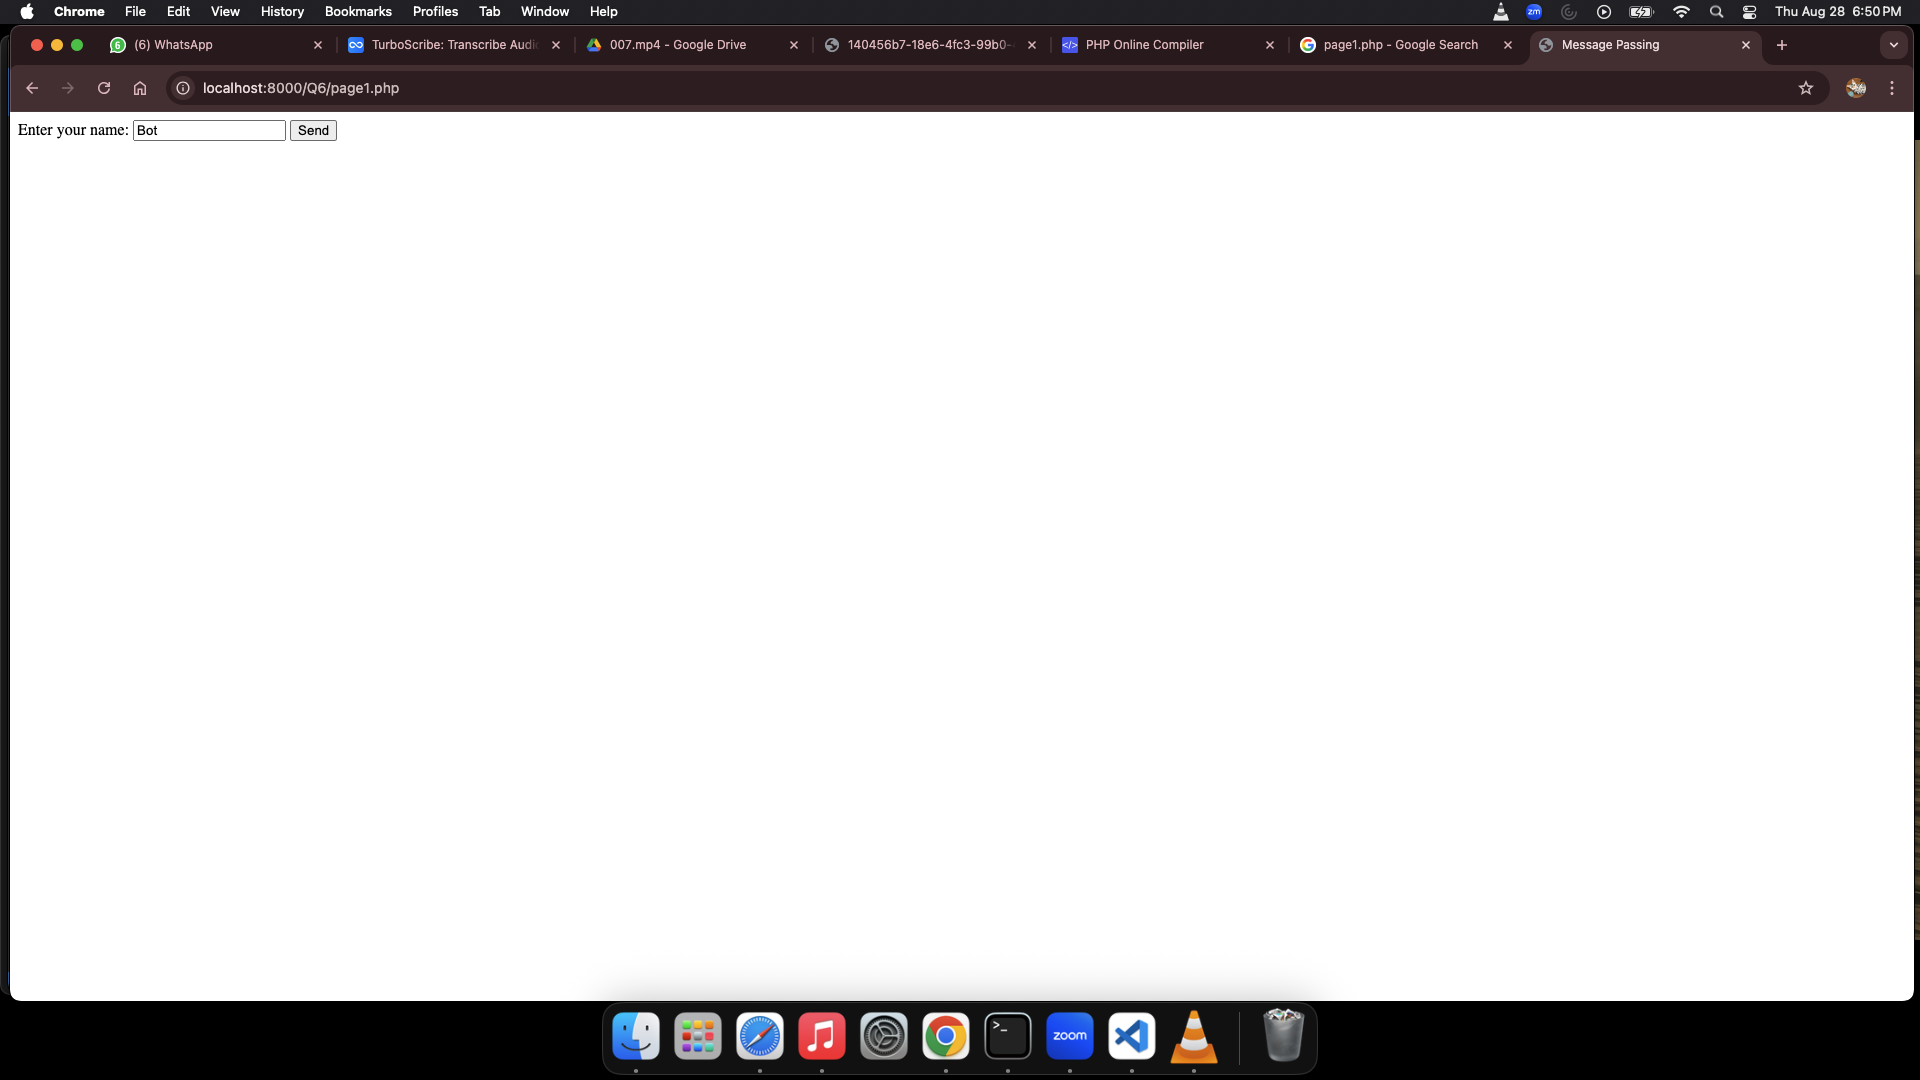 Chrome File Edit View History Bookmarks Profiles Tab Window Help zm Thu Aug 28 6:50 PM
6 (6) WhatsApp TurboScribe: Transcribe Audi 007.mp4 - Google Drive 140456b7-18e6-4fc3-99b0- </> PHP Online Compiler page1.php - Google Search Message Passing
localhost:8000/Q6/page1.php
Enter your name: Bot Send
>_ zoom